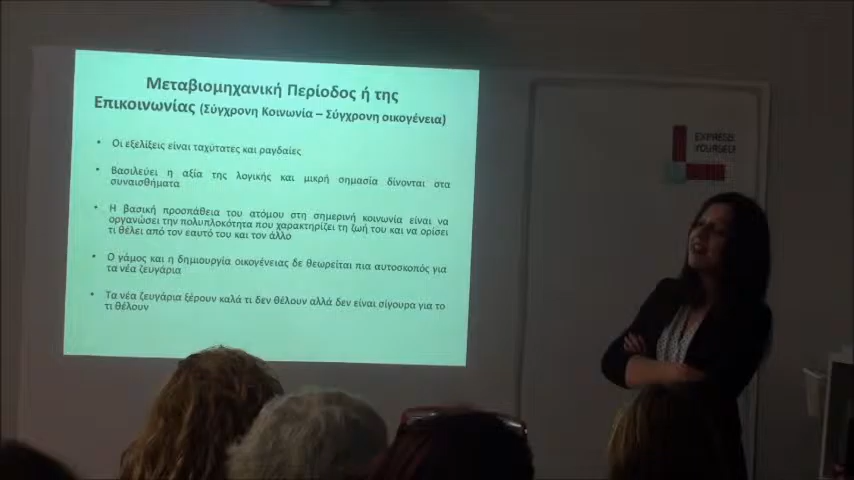 Μεταβιομηχανική Περίοδος ή της
Επικοινωνίας (Σύγχρονη Κοινωνία – Σύγχρονη οικογένεια)
• Οι εξελίξεις είναι ταχύτατες και ραγδαίες
• Βασιλεύει η αξία της λογικής και μικρή σημασία δίνονται στα
συναισθήματα
• Η βασική προσπάθεια του ατόμου στη σημερινή κοινωνία είναι να
οργανώσει την πολυπλοκότητα που χαρακτηρίζει τη ζωή του και να ορίσει
τι θέλει από τον εαυτό του και τον άλλο
• Ο γάμος και η δημιουργία οικογένειας δε θεωρείται πια αυτοσκοπός για
τα νέα ζευγάρια
• Τα νέα ζευγάρια ξέρουν καλά τι δεν θέλουν αλλά δεν είναι σίγουρα για το
τι θέλουν
EXPRESS
YOURSELF